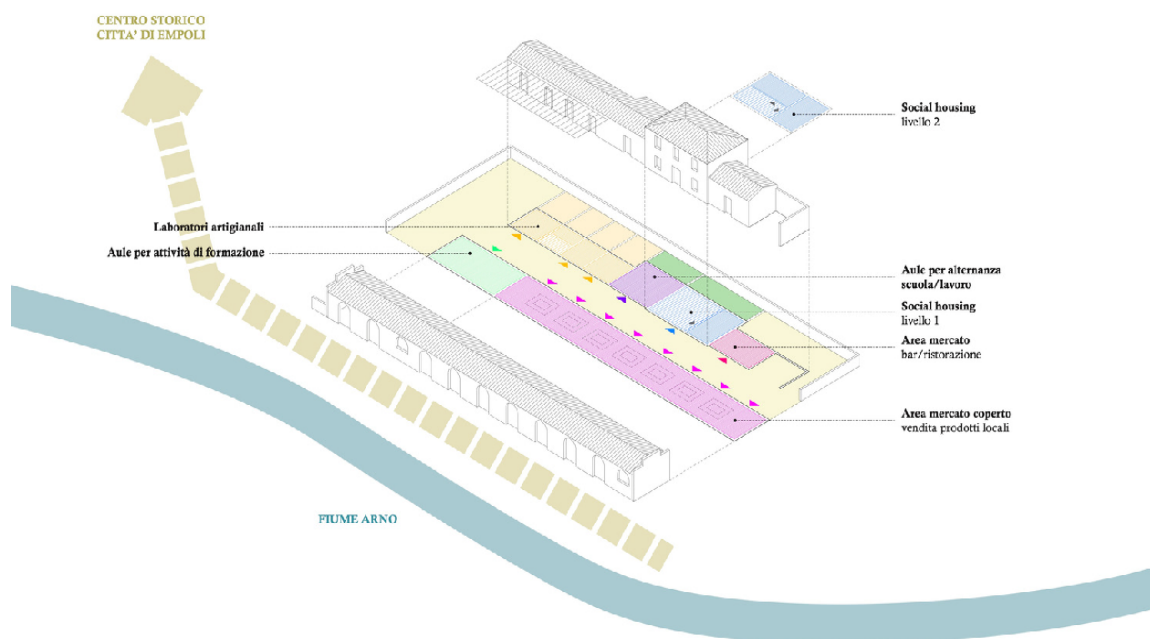 CENTRO STORICO
CITTA' DI EMPOLI
Social housing
livello 2
Laboratori artigianali
Aule per attività di formazione
Aule per alternanza
scuola/lavoro
Social housing
livello 1
Area mercato
bar/ristorazione
Area mercato coperto
vendita prodotti locali
FIUME ARNO